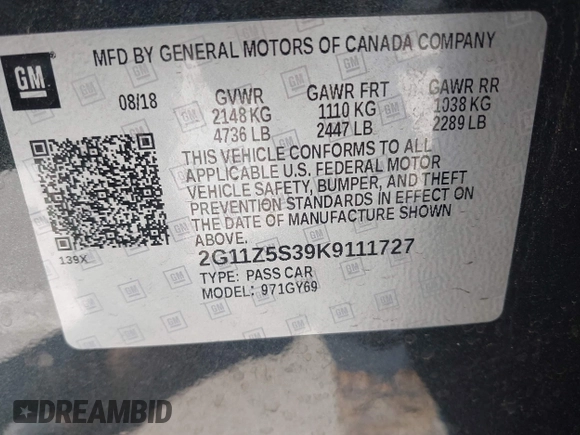 GM
MFD BY GENERAL MOTORS OF CANADA COMPANY
08/18 GVWR GAWR FRT GAWR RR
2148 KG 1110 KG 1038 KG
4736 LB 2447 LB 2289 LB
THIS VEHICLE CONFORMS TO ALL
APPLICABLE U.S. FEDERAL MOTOR
VEHICLE SAFETY, BUMPER, AND THEFT
PREVENTION STANDARDS IN EFFECT ON
THE DATE OF MANUFACTURE SHOWN
ABOVE.
139X
2G11Z5S39K9111727
TYPE: PASS CAR
MODEL: 971GY69
DREAMBID